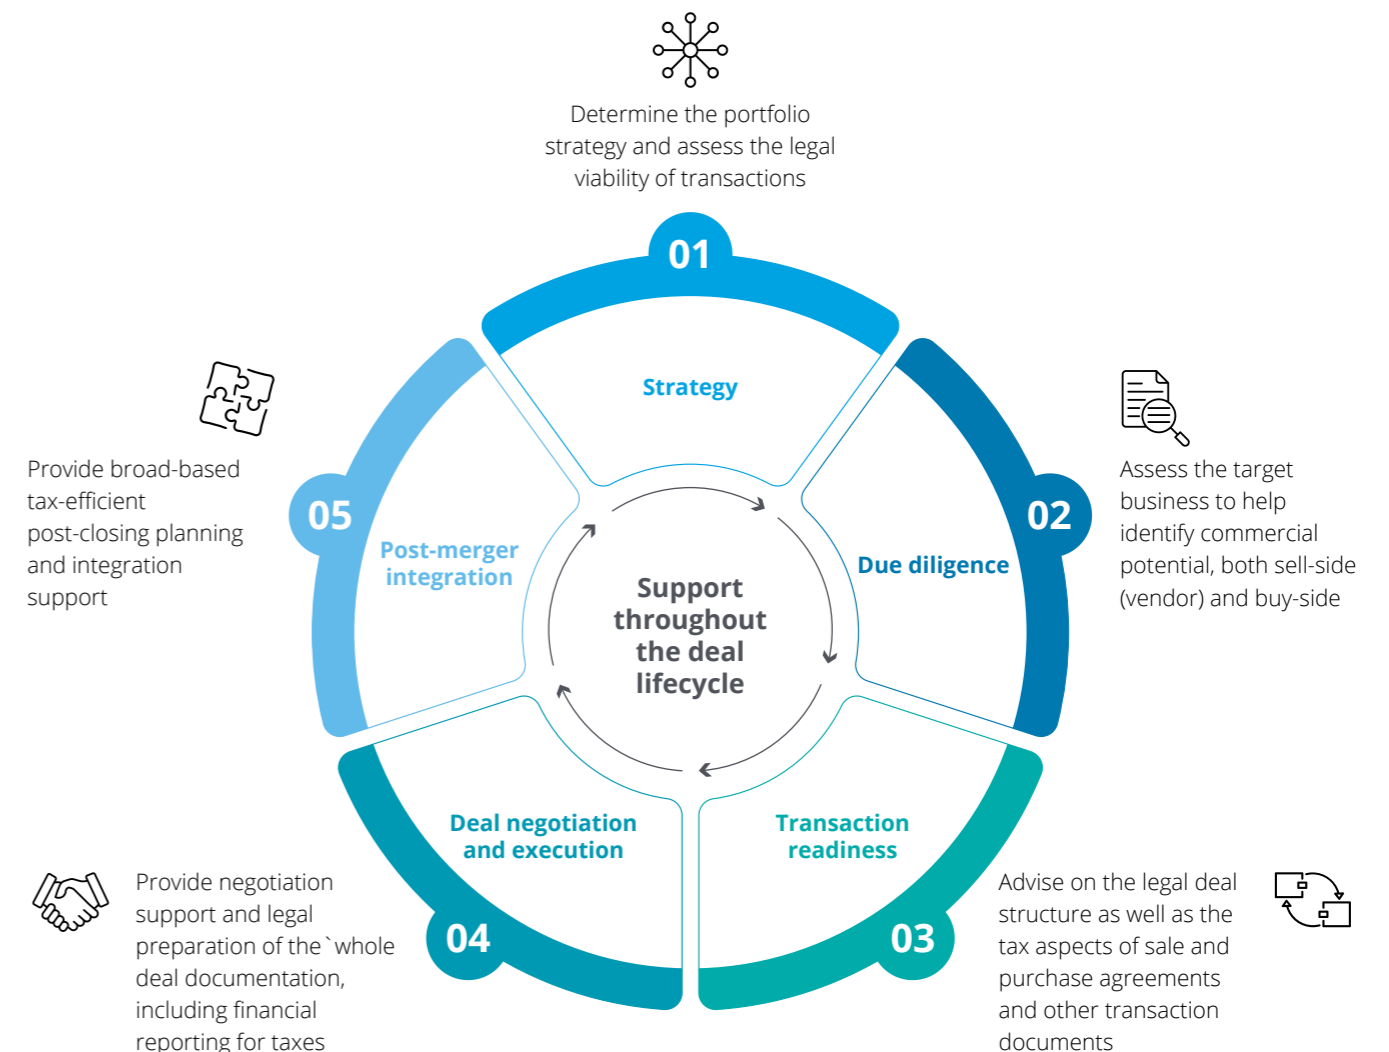 Determine the portfolio
strategy and assess the legal
viability of transactions
01
Strategy
02
Due diligence
Assess the target
business to help
identify commercial
potential, both sell-side
(vendor) and buy-side
03
Transaction
readiness
Advise on the legal deal
structure as well as the
tax aspects of sale and
purchase agreements
and other transaction
documents
04
Deal negotiation
and execution
Provide negotiation
support and legal
preparation of the `whole
deal documentation,
including financial
reporting for taxes
05
Post-merger
integration
Provide broad-based
tax-efficient
post-closing planning
and integration
support
Support
throughout
the deal
lifecycle